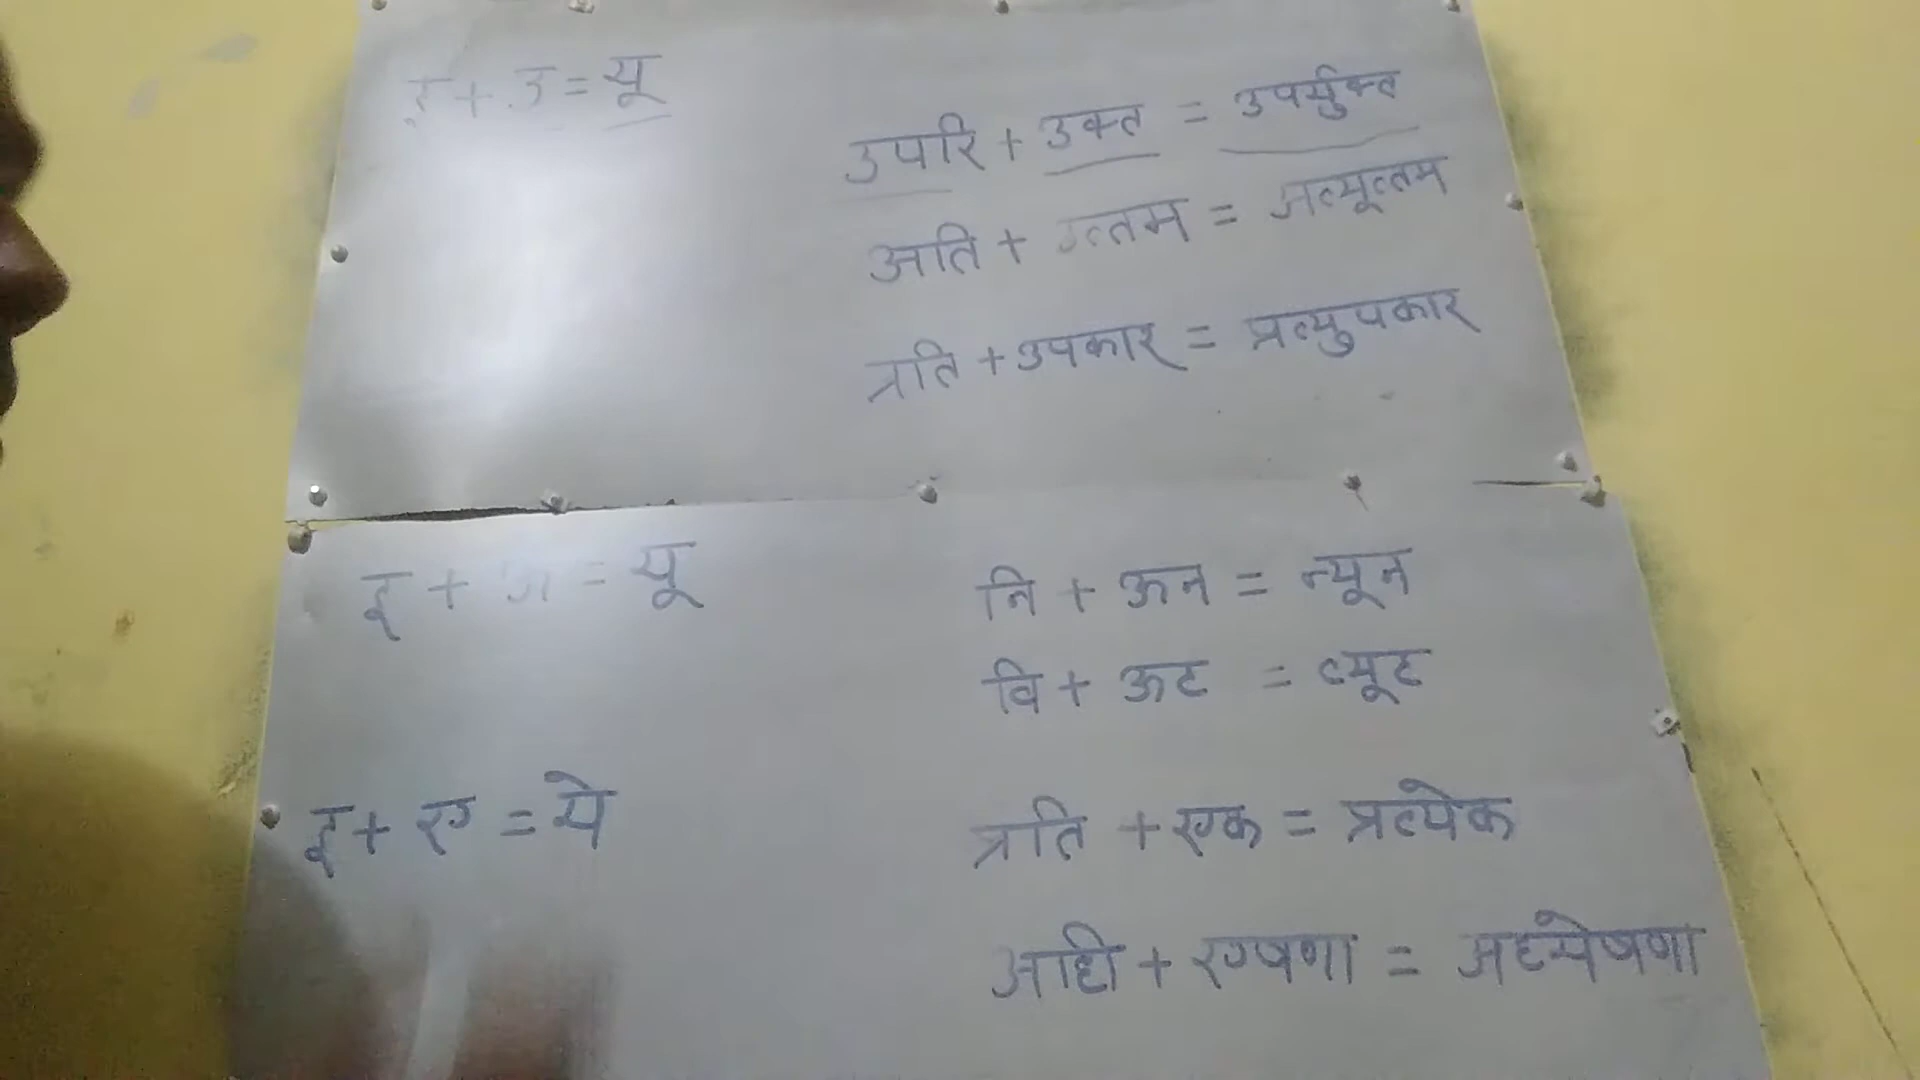 इ + उ = यू
उपरि + उक्त = उपर्युक्त
अति + उत्तम = अत्यूत्तम
प्रति + उपकार = प्रत्युपकार
इ + ऊ = यू
नि + ऊन = न्यून
वि + ऊट = व्यूट
इ + ए = ये
प्रति + एक = प्रत्येक
अधि + एषणा = अध्येषणा